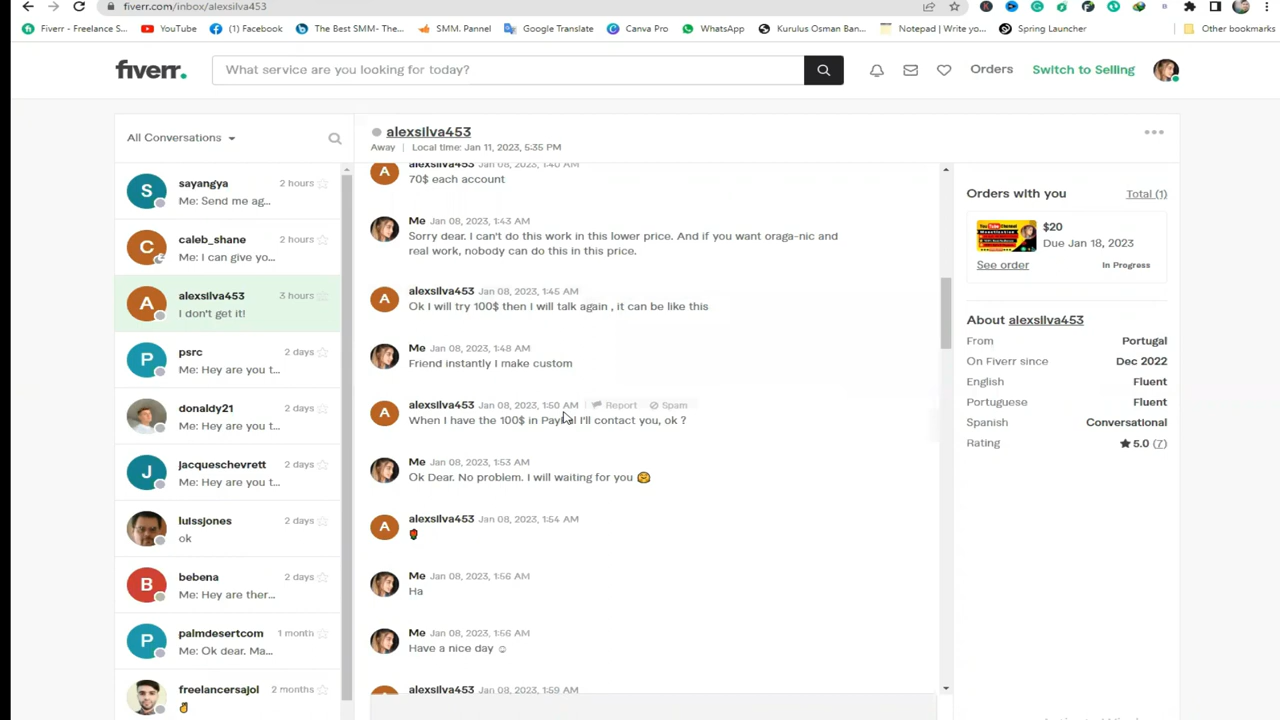 fiverr.com/inbox/alexsilva453
Fiverr - Freelance S...
YouTube
(1) Facebook
The Best SMM- The...
SMM. Pannel
Google Translate
Canva Pro
WhatsApp
Kurulus Osman Ban...
Notepad | Write yo...
Spring Launcher
Other bookmarks
fiverr.
What service are you looking for today?
Orders
Switch to Selling
All Conversations
S
sayangya
2 hours
Me: Send me ag...
C
caleb_shane
2 hours
Me: I can give yo...
A
alexsilva453
3 hours
I don't get it!
P
psrc
2 days
Me: Hey are you t...
donaldy21
2 days
Me: Hey are you t...
J
jacqueschevrett
2 days
Me: Hey are you t...
luissjones
2 days
ok
B
bebena
2 days
Me: Hey are ther...
P
palmdesertcom
1 month
Me: Ok dear. Ma...
freelancersajol
2 months
alexsilva453
Away | Local time: Jan 11, 2023, 5:35 PM
A
alexsilva453 Jan 08, 2023, 1:40 AM
70$ each account
Me Jan 08, 2023, 1:43 AM
Sorry dear. I can't do this work in this lower price. And if you want oraga-nic and
real work, nobody can do this in this price.
A
alexsilva453 Jan 08, 2023, 1:45 AM
Ok I will try 100$ then I will talk again , it can be like this
Me Jan 08, 2023, 1:48 AM
Friend instantly I make custom
A
alexsilva453 Jan 08, 2023, 1:50 AM Report Spam
When I have the 100$ in PayPal I'll contact you, ok ?
Me Jan 08, 2023, 1:53 AM
Ok Dear. No problem. I will waiting for you
A
alexsilva453 Jan 08, 2023, 1:54 AM
Me Jan 08, 2023, 1:56 AM
Ha
Me Jan 08, 2023, 1:56 AM
Have a nice day
alexsilva453 Jan 08, 2023, 1:59 AM
Orders with you
Total (1)
$20
Due Jan 18, 2023
See order
In Progress
About alexsilva453
From Portugal
On Fiverr since Dec 2022
English Fluent
Portuguese Fluent
Spanish Conversational
Rating 5.0 (7)